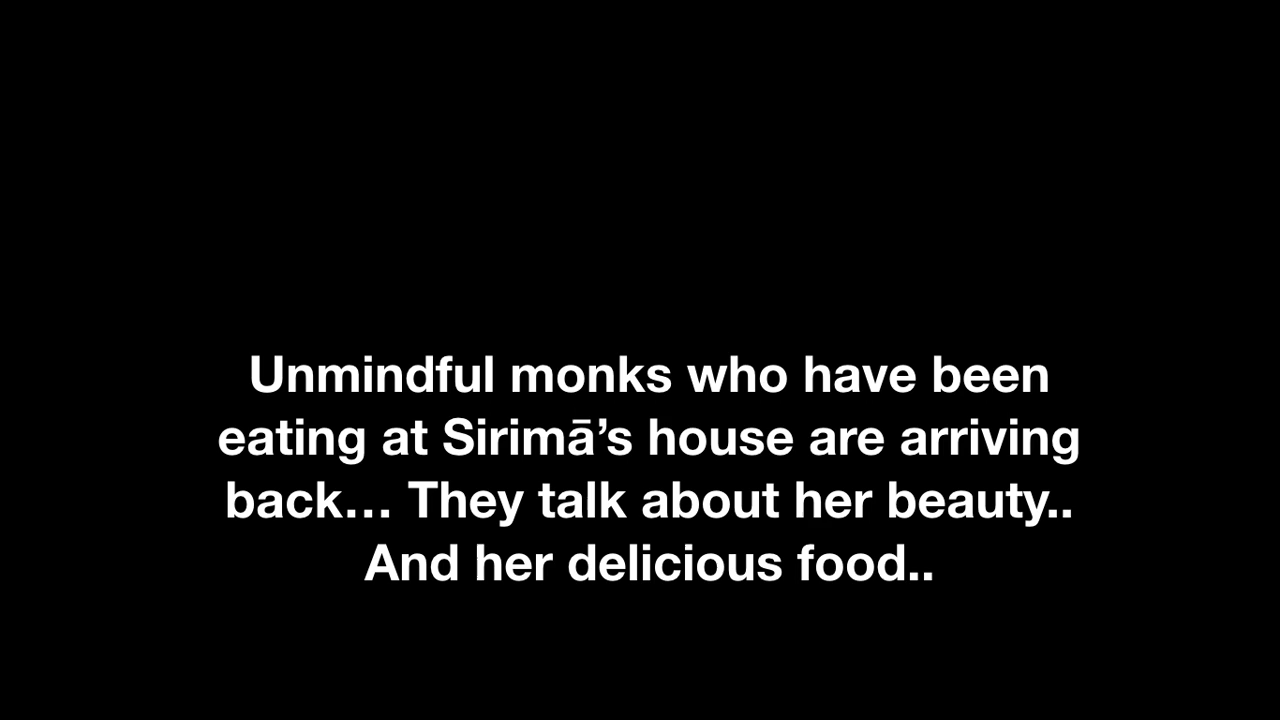 Unmindful monks who have been
eating at Sirimā’s house are arriving
back… They talk about her beauty..
And her delicious food..